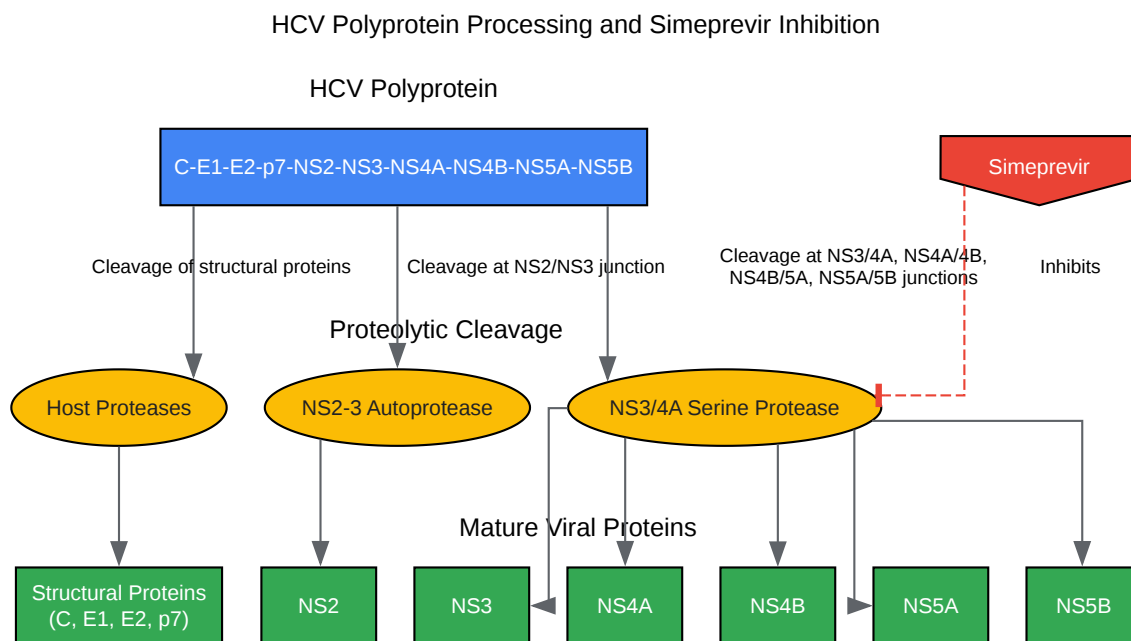 HCV Polyprotein Processing and Simeprevir Inhibition
HCV Polyprotein
C-E1-E2-p7-NS2-NS3-NS4A-NS4B-NS5A-NS5B
Simeprevir
Cleavage of structural proteins
Cleavage at NS2/NS3 junction
Cleavage at NS3/4A, NS4A/4B,
NS4B/5A, NS5A/5B junctions
Inhibits
Proteolytic Cleavage
Host Proteases
NS2-3 Autoprotease
NS3/4A Serine Protease
Mature Viral Proteins
Structural Proteins
(C, E1, E2, p7)
NS2
NS3
NS4A
NS4B
NS5A
NS5B